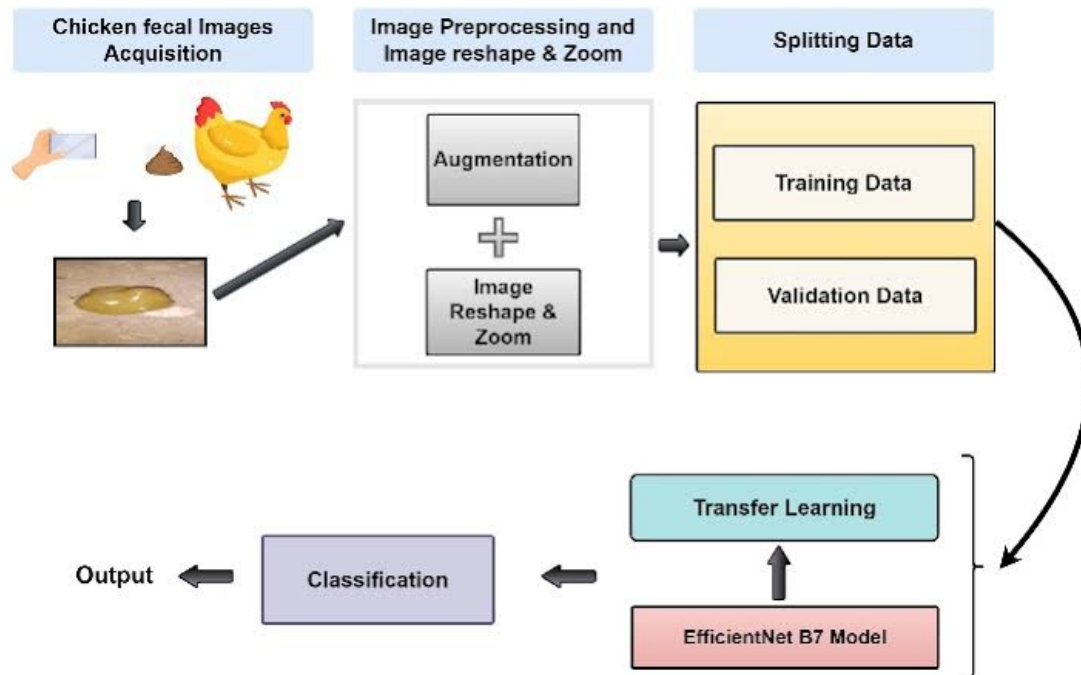 Chicken fecal Images
Acquisition
Image Preprocessing and
Image reshape & Zoom
Splitting Data
Augmentation
Image
Reshape &
Zoom
Training Data
Validation Data
Transfer Learning
EfficientNet B7 Model
Classification
Output